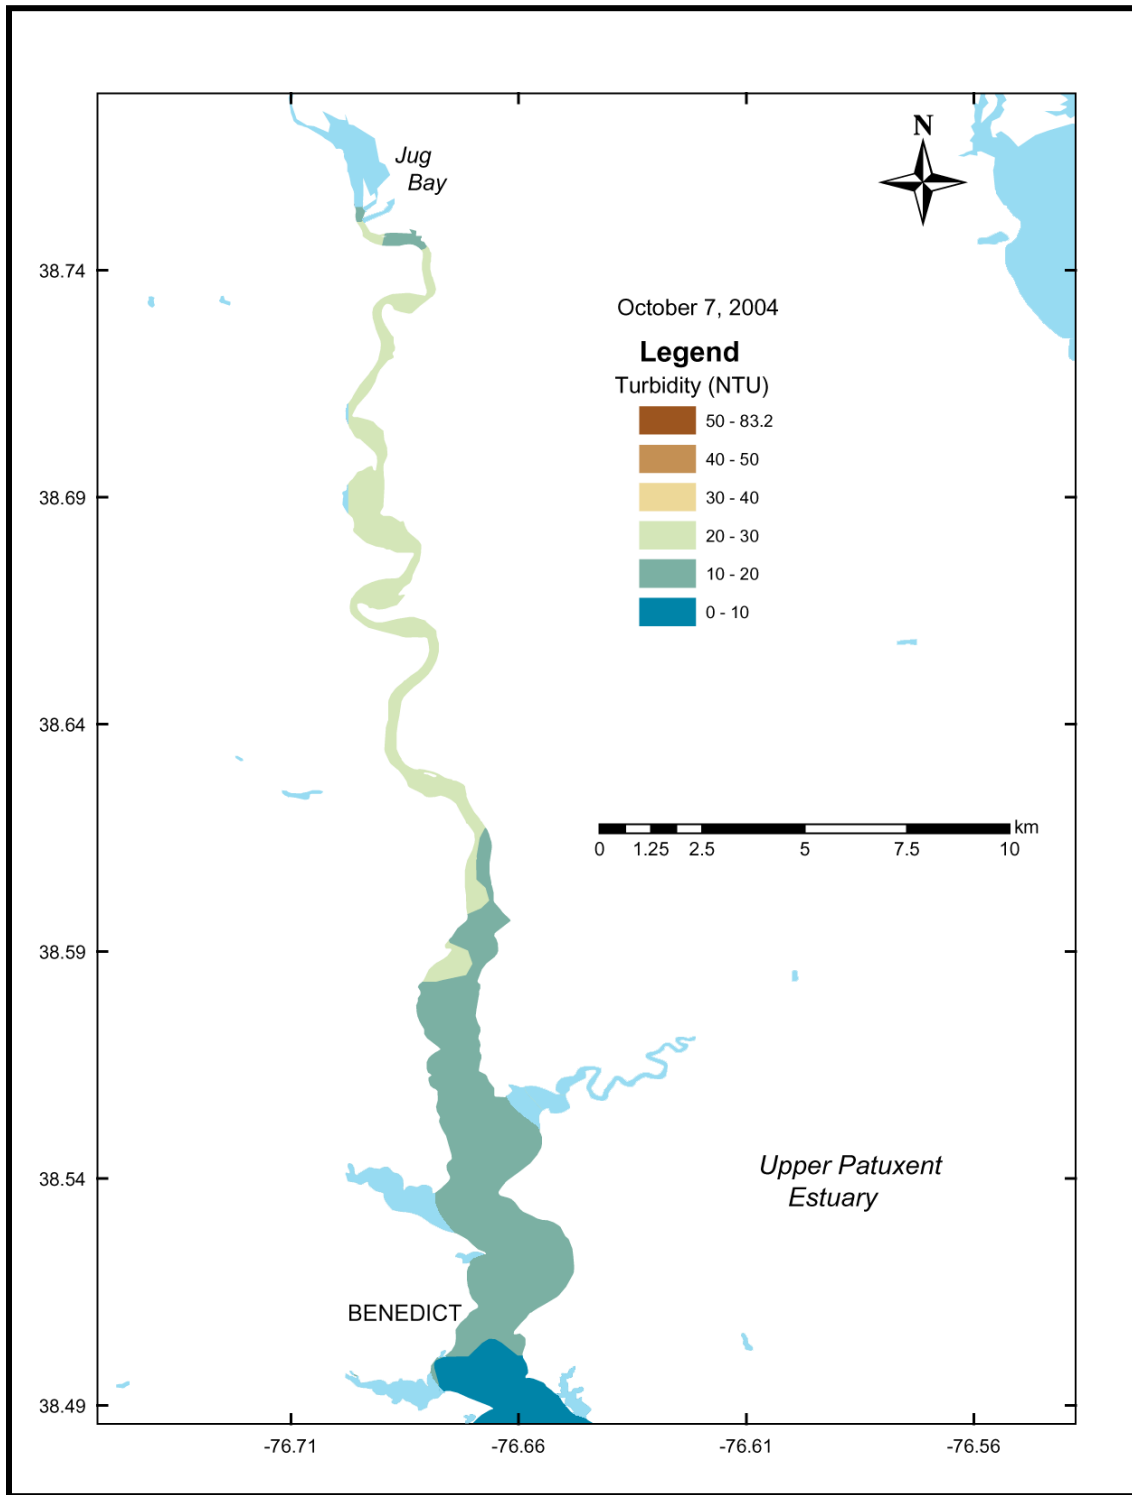 Jug
Bay
N
38.74
October 7, 2004
Legend
Turbidity (NTU)
50 - 83.2
40 - 50
30 - 40
20 - 30
10 - 20
0 - 10
38.69
38.64
km
0 1.25 2.5 5 7.5 10
38.59
38.54
Upper Patuxent
Estuary
BENEDICT
38.49
-76.71 -76.66 -76.61 -76.56